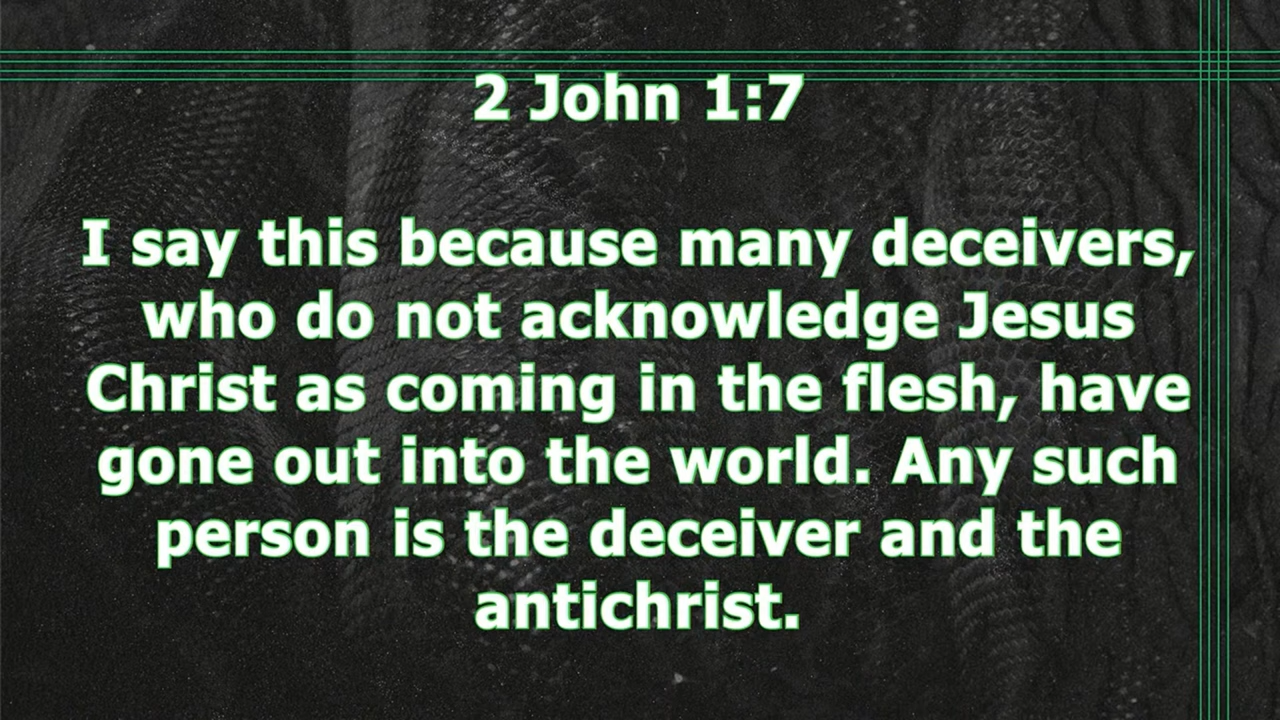 2 John 1:7
I say this because many deceivers,
who do not acknowledge Jesus
Christ as coming in the flesh, have
gone out into the world. Any such
person is the deceiver and the
antichrist.